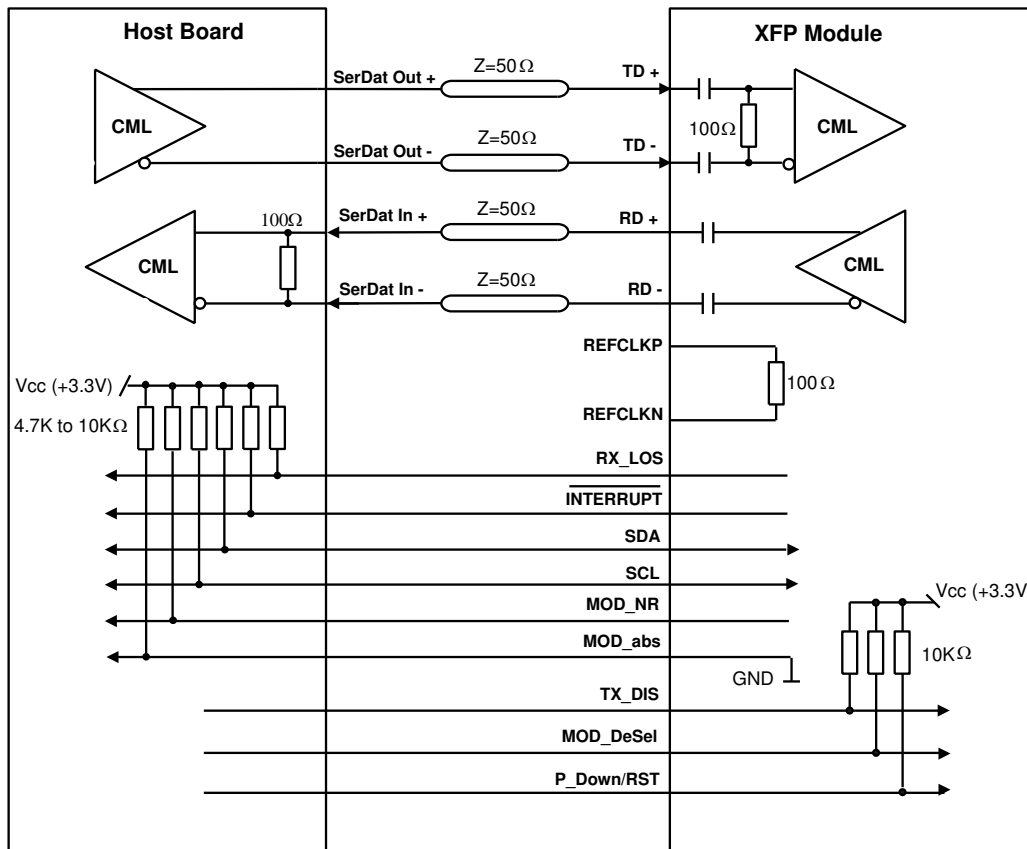 Host Board
XFP Module
SerDat Out +
Z=50Ω
TD +
CML
100Ω
CML
SerDat Out -
Z=50Ω
TD -
100Ω
SerDat In +
Z=50Ω
RD +
CML
CML
SerDat In -
Z=50Ω
RD -
REFCLKP
Vcc (+3.3V)
100Ω
4.7K to 10KΩ
REFCLKN
RX_LOS
INTERRUPT
SDA
SCL
Vcc (+3.3V
MOD_NR
MOD_abs
10KΩ
GND
TX_DIS
MOD_DeSel
P_Down/RST